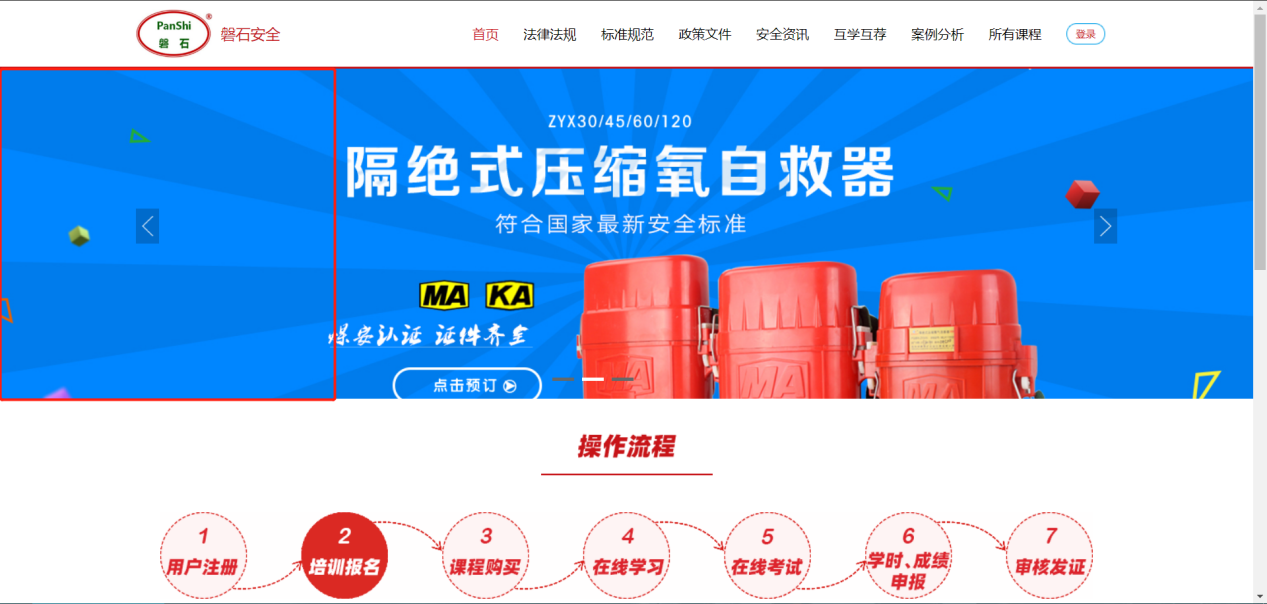 PanShi
磐 石
®
磐石安全
首页 法律法规 标准规范 政策文件 安全资讯 互学互荐 案例分析 所有课程 登录
ZYX30/45/60/120
隔绝式压缩氧自救器
符合国家最新安全标准
MA KA
煤安认证 证件齐全
点击预订
MA MA MA
操作流程
1 2 3 4 5 6 7
用户注册 培训报名 课程购买 在线学习 在线考试 学时、成绩 审核发证
申报